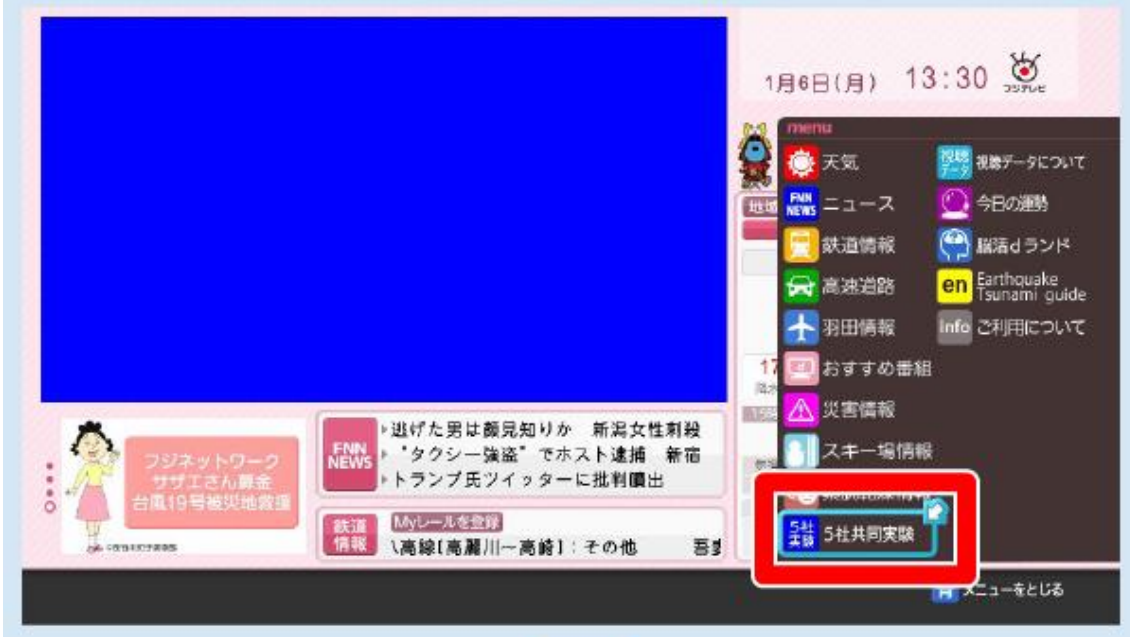 1月6日(月) 13:30
フジテレビ
menu
天気
視聴データ
視聴データについて
FNN NEWS
ニュース
今日の運勢
鉄道情報
脳活dランド
高速道路
en
Earthquake
Tsunami guide
羽田情報
info
ご利用について
おすすめ番組
災害情報
スキー場情報
5社実験
5社共同実験
メニューをとじる
地域
17
降水
フジネットワーク
サザエさん募金
台風19号被災地救援
FNN
NEWS
逃げた男は顔見知りか 新潟女性刺殺
"タクシー強盗"でホスト逮捕 新宿
トランプ氏ツイッターに批判噴出
鉄道
情報
Myレールを登録
高線[高麗川ー高崎]:その他 吾妻